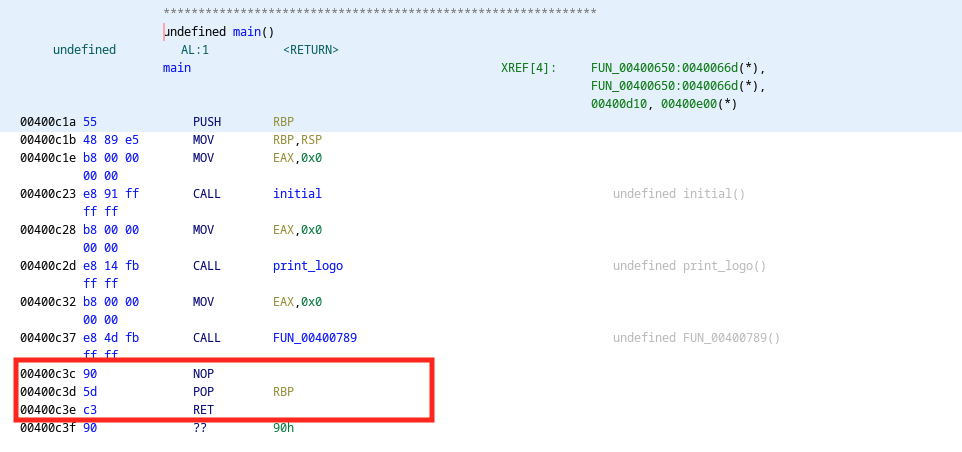 **************************************************************
undefined main()
undefined AL:1 <RETURN>
main XREF[4]: FUN_00400650:0040066d(*),
FUN_00400650:0040066d(*),
00400d10, 00400e00(*)
00400c1a 55 PUSH RBP
00400c1b 48 89 e5 MOV RBP,RSP
00400c1e b8 00 00 MOV EAX,0x0
00 00
00400c23 e8 91 ff CALL initial undefined initial()
ff ff
00400c28 b8 00 00 MOV EAX,0x0
00 00
00400c2d e8 14 fb CALL print_logo undefined print_logo()
ff ff
00400c32 b8 00 00 MOV EAX,0x0
00 00
00400c37 e8 4d fb CALL FUN_00400789 undefined FUN_00400789()
ff ff
00400c3c 90 NOP
00400c3d 5d POP RBP
00400c3e c3 RET
00400c3f 90 ?? 90h